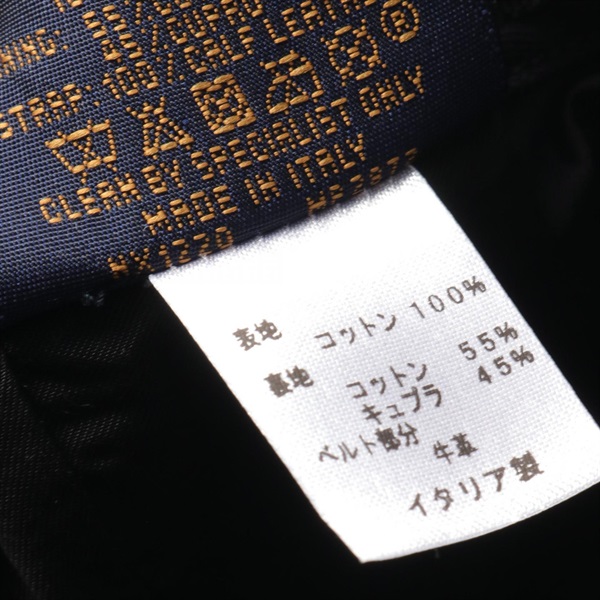 STRAP: 100% CALF LEATHER
CLEAN BY SPECIALIST ONLY
MADE IN ITALY
表地 コットン 100%
裏地 コットン 55%
キュプラ 45%
ベルト部分 牛革
イタリア製